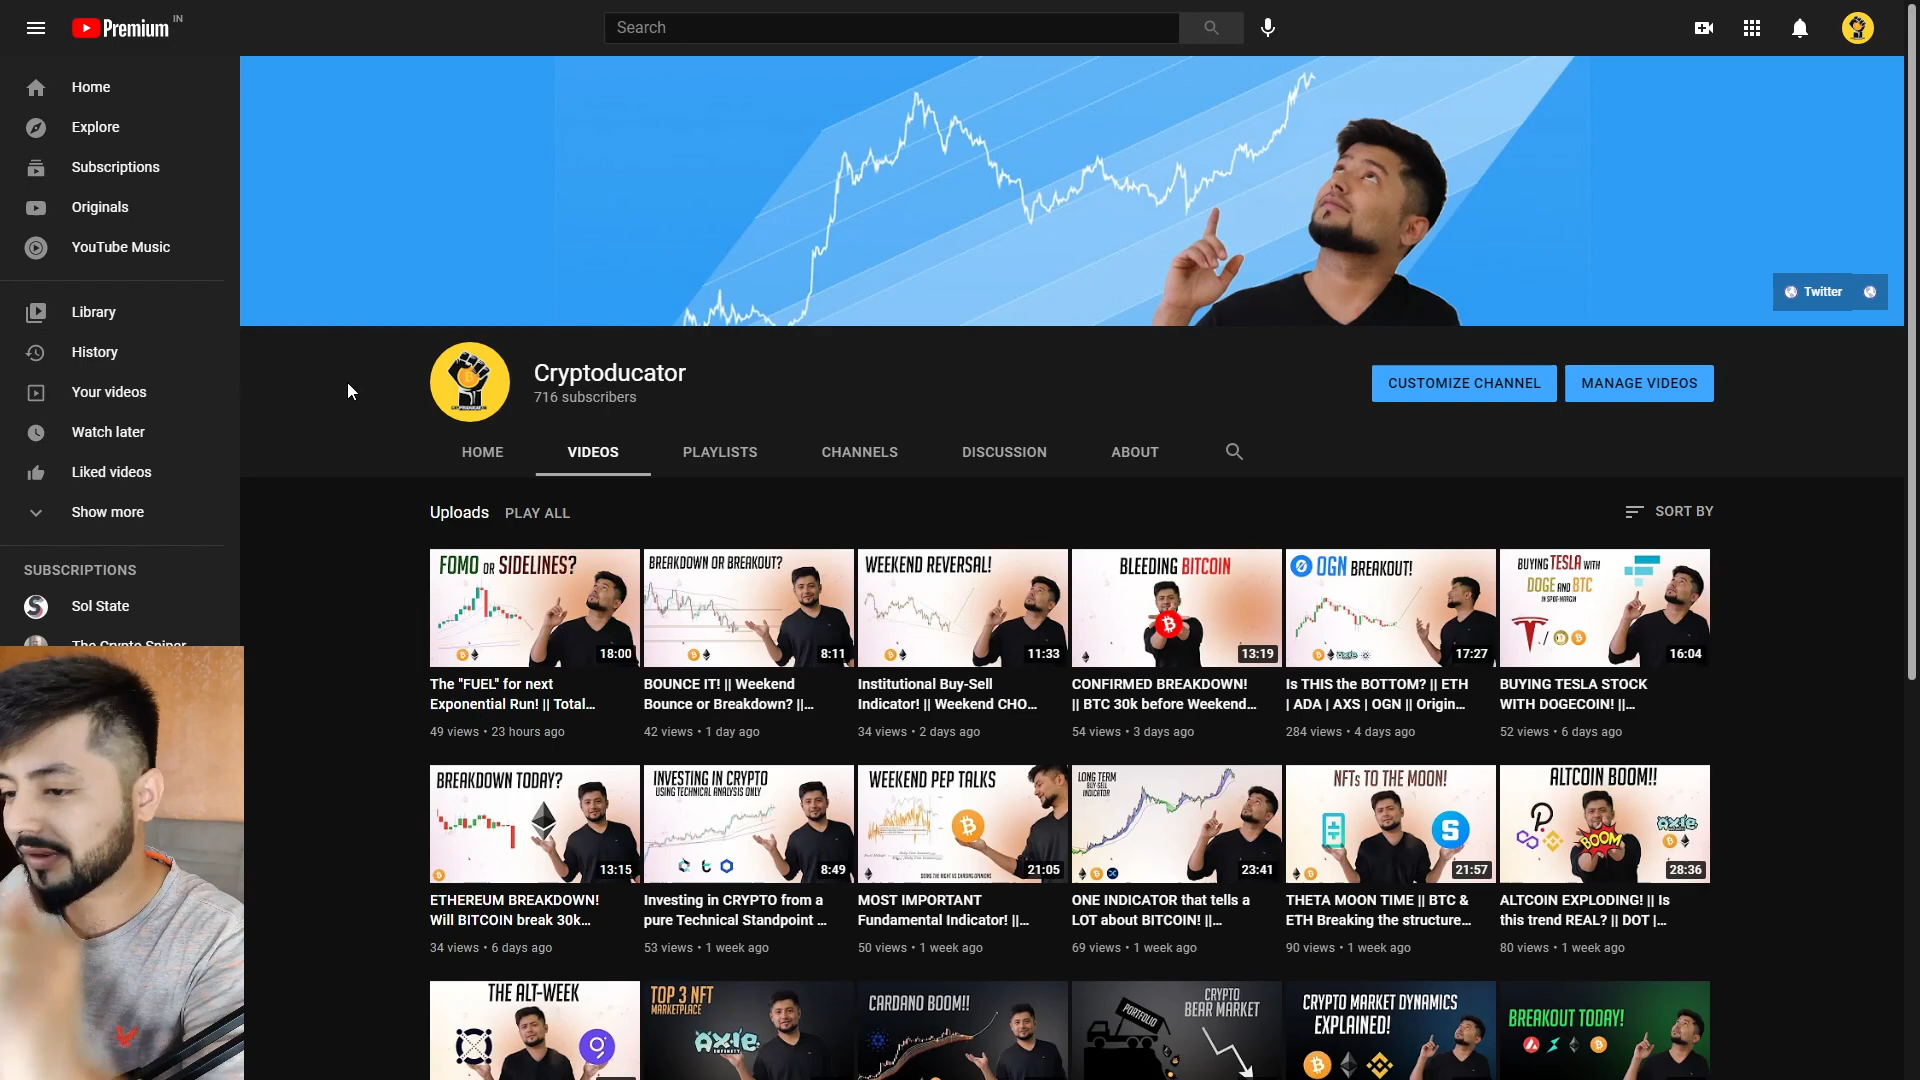 Premium IN
Search
Home
Explore
Subscriptions
Originals
YouTube Music
Library
History
Your videos
Watch later
Liked videos
Show more
SUBSCRIPTIONS
Sol State
The Crypto Sniper
Twitter
Cryptoducator
716 subscribers
CUSTOMIZE CHANNEL
MANAGE VIDEOS
HOME
VIDEOS
PLAYLISTS
CHANNELS
DISCUSSION
ABOUT
Uploads
PLAY ALL
SORT BY
FOMO OR SIDELINES?
18:00
The "FUEL" for next
Exponential Run! || Total...
49 views • 23 hours ago
BREAKDOWN OR BREAKOUT?
8:11
BOUNCE IT! || Weekend
Bounce or Breakdown? ||...
42 views • 1 day ago
WEEKEND REVERSAL!
11:33
Institutional Buy-Sell
Indicator! || Weekend CHO...
34 views • 2 days ago
BLEEDING BITCOIN
13:19
CONFIRMED BREAKDOWN!
|| BTC 30k before Weekend...
54 views • 3 days ago
OGN BREAKOUT!
17:27
Is THIS the BOTTOM? || ETH
| ADA | AXS | OGN || Origin...
284 views • 4 days ago
BUYING TESLA WITH
DOGE AND BTC
IN SPOT-MARGIN
16:04
BUYING TESLA STOCK
WITH DOGECOIN! ||...
52 views • 6 days ago
BREAKDOWN TODAY?
13:15
ETHEREUM BREAKDOWN!
Will BITCOIN break 30k...
34 views • 6 days ago
INVESTING IN CRYPTO
USING TECHNICAL ANALYSIS ONLY
8:49
Investing in CRYPTO from a
pure Technical Standpoint ...
53 views • 1 week ago
WEEKEND PEP TALKS
21:05
MOST IMPORTANT
Fundamental Indicator! ||...
50 views • 1 week ago
LONG TERM
BUY-SELL
INDICATOR
23:41
ONE INDICATOR that tells a
LOT about BITCOIN! ||...
69 views • 1 week ago
NFTs TO THE MOON!
21:57
THETA MOON TIME || BTC &
ETH Breaking the structure...
90 views • 1 week ago
ALTCOIN BOOM!!
BOOM
AXIE
28:36
ALTCOIN EXPLODING! || Is
this trend REAL? || DOT |...
80 views • 1 week ago
THE ALT-WEEK
TOP 3 NFT
MARKETPLACE
AXIE
INFINITY
CARDANO BOOM!!
CRYPTO
BEAR MARKET
PORTFOLIO
CRYPTO MARKET DYNAMICS
EXPLAINED!
BREAKOUT TODAY!